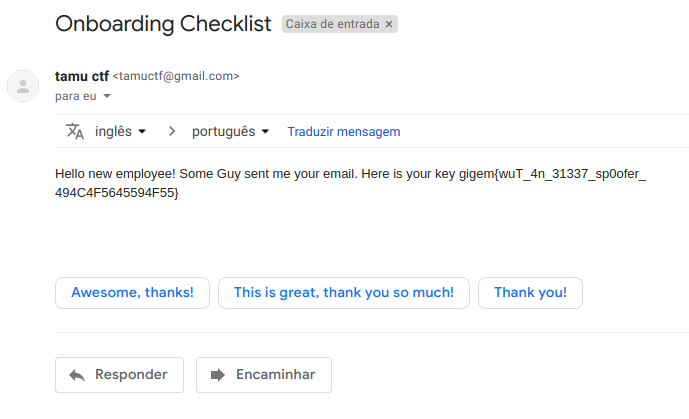 Onboarding Checklist Caixa de entrada ×
tamu ctf <tamuctf@gmail.com>
para eu
inglês > português Traduzir mensagem
Hello new employee! Some Guy sent me your email. Here is your key gigem{wuT_4n_31337_sp0ofer_
494C4F5645594F55}
Awesome, thanks! This is great, thank you so much! Thank you!
Responder Encaminhar